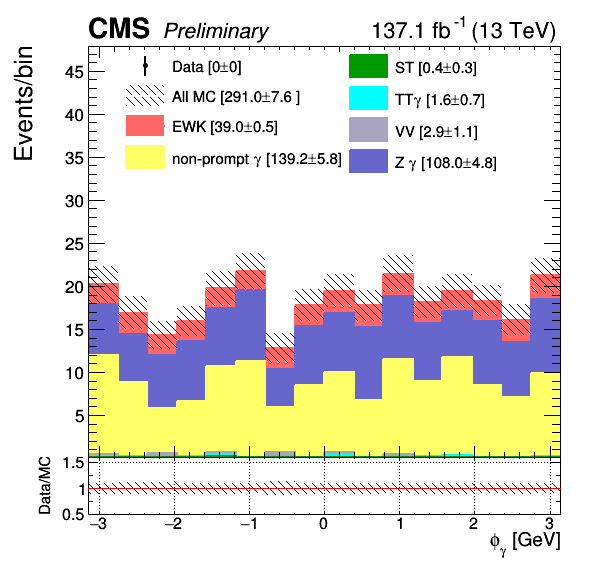 CMS Preliminary 137.1 fb⁻¹ (13 TeV)
Events/bin
Data [0±0]
All MC [291.0±7.6 ]
EWK [39.0±0.5]
non-prompt γ [139.2±5.8]
ST [0.4±0.3]
TTγ [1.6±0.7]
VV [2.9±1.1]
Z γ [108.0±4.8]
45
40
35
30
25
20
15
10
5
Data/MC
1.5
1
0.5
−3 −2 −1 0 1 2 3
ϕγ [GeV]